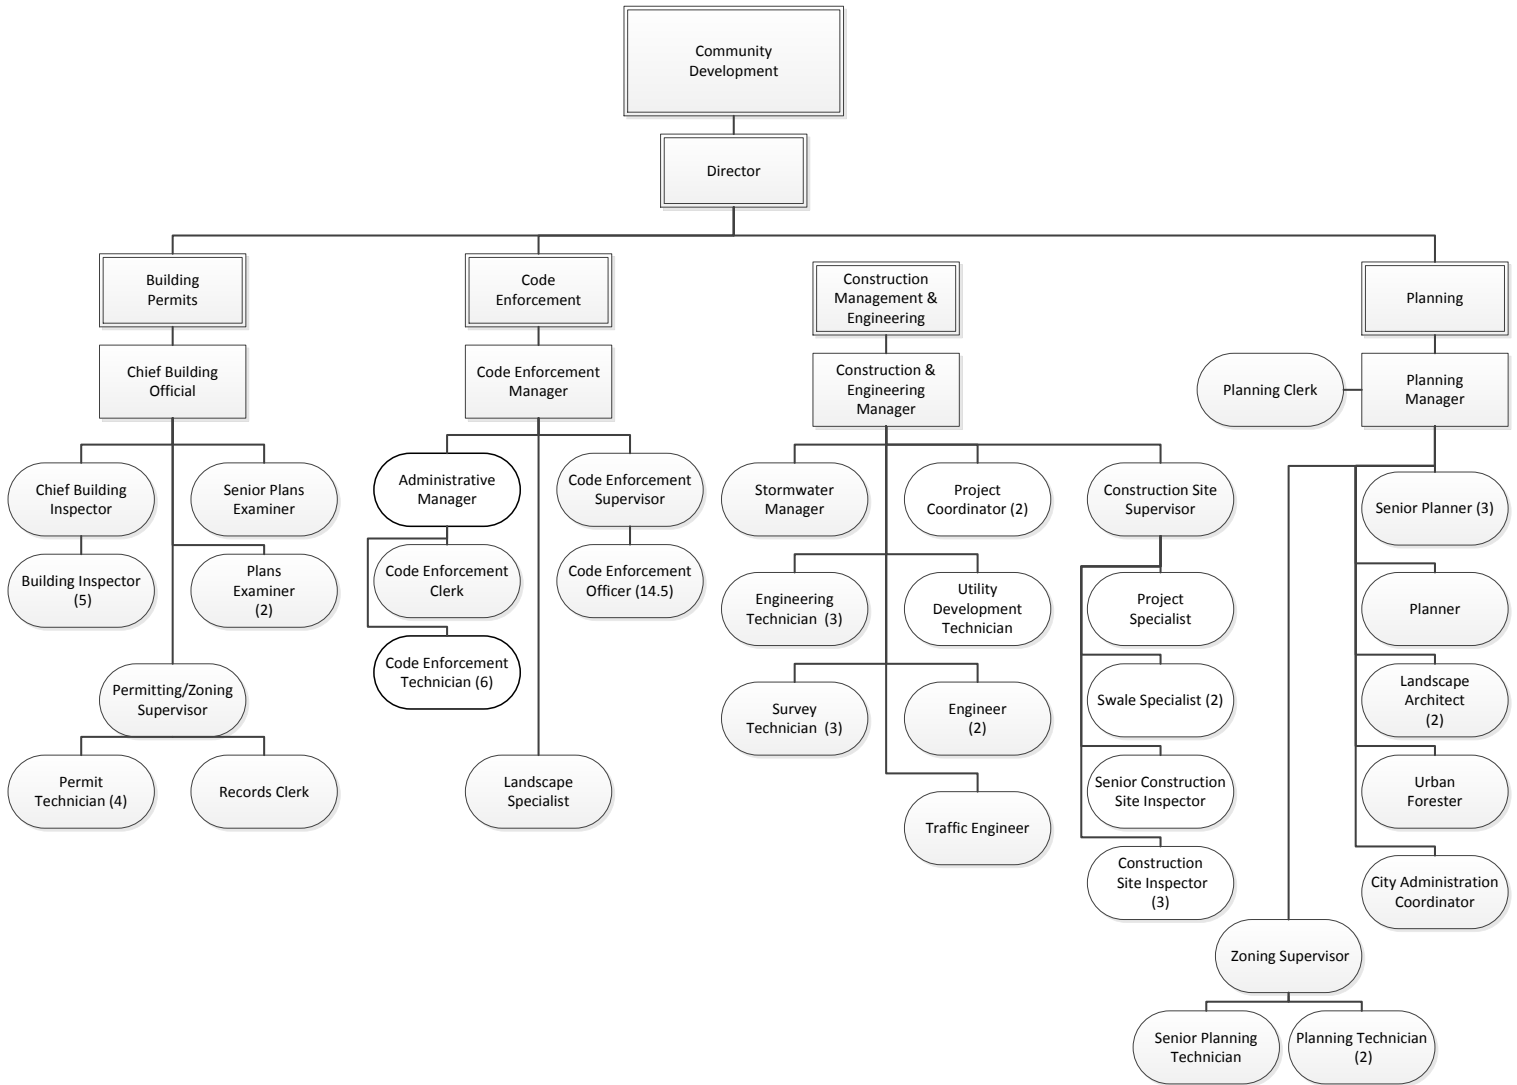 Community
Development
Director
Building
Permits
Code
Enforcement
Construction
Management &
Engineering
Planning
Chief Building
Official
Code Enforcement
Manager
Construction &
Engineering
Manager
Planning Clerk
Planning
Manager
Chief Building
Inspector
Senior Plans
Examiner
Building Inspector
(5)
Plans
Examiner
(2)
Permitting/Zoning
Supervisor
Permit
Technician (4)
Records Clerk
Administrative
Manager
Code Enforcement
Supervisor
Code Enforcement
Clerk
Code Enforcement
Officer (14.5)
Code Enforcement
Technician (6)
Landscape
Specialist
Stormwater
Manager
Project
Coordinator (2)
Construction Site
Supervisor
Engineering
Technician (3)
Utility
Development
Technician
Project
Specialist
Survey
Technician (3)
Engineer
(2)
Swale Specialist (2)
Traffic Engineer
Senior Construction
Site Inspector
Construction
Site Inspector
(3)
Senior Planner (3)
Planner
Landscape
Architect
(2)
Urban
Forester
City Administration
Coordinator
Zoning Supervisor
Senior Planning
Technician
Planning Technician
(2)